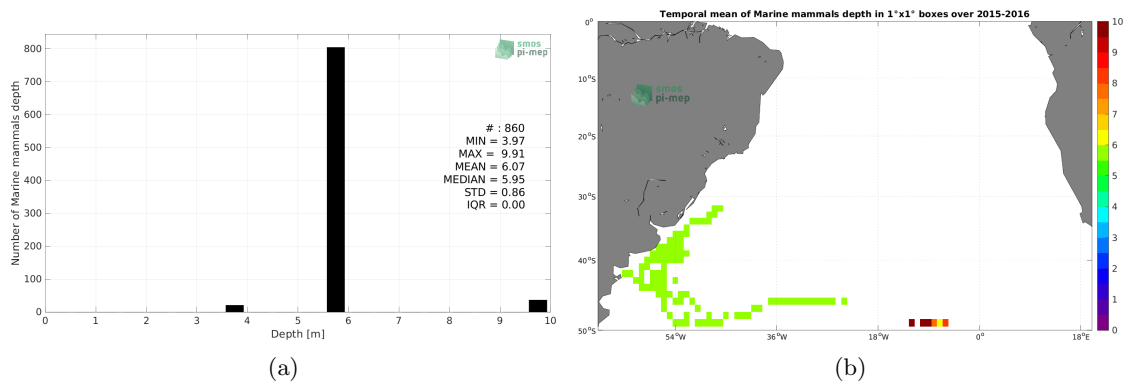 smos
pi-mep
800
700
600
500
400
300
200
100
0
Number of Marine mammals depth
# : 860
MIN = 3.97
MAX = 9.91
MEAN = 6.07
MEDIAN = 5.95
STD = 0.86
IQR = 0.00
0 1 2 3 4 5 6 7 8 9 10
Depth [m]
(a)
Temporal mean of Marine mammals depth in 1°x1° boxes over 2015-2016
smos
pi-mep
0°
10°S
20°S
30°S
40°S
50°S
54°W 36°W 18°W 0° 18°E
10
9
8
7
6
5
4
3
2
1
0
(b)